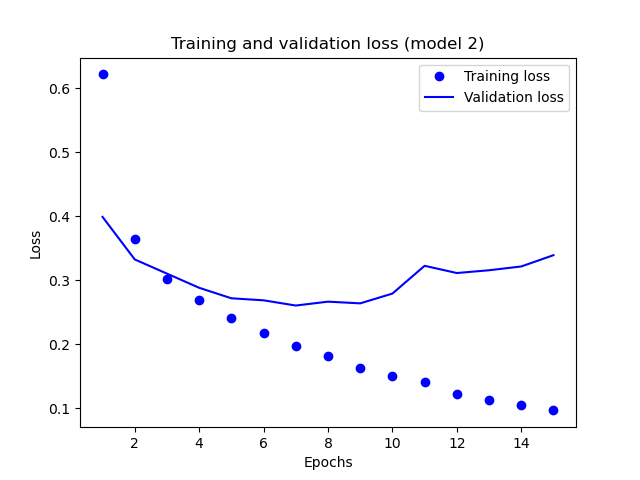 Training and validation loss (model 2)
Training loss
Validation loss
Loss
0.6
0.5
0.4
0.3
0.2
0.1
2 4 6 8 10 12 14
Epochs